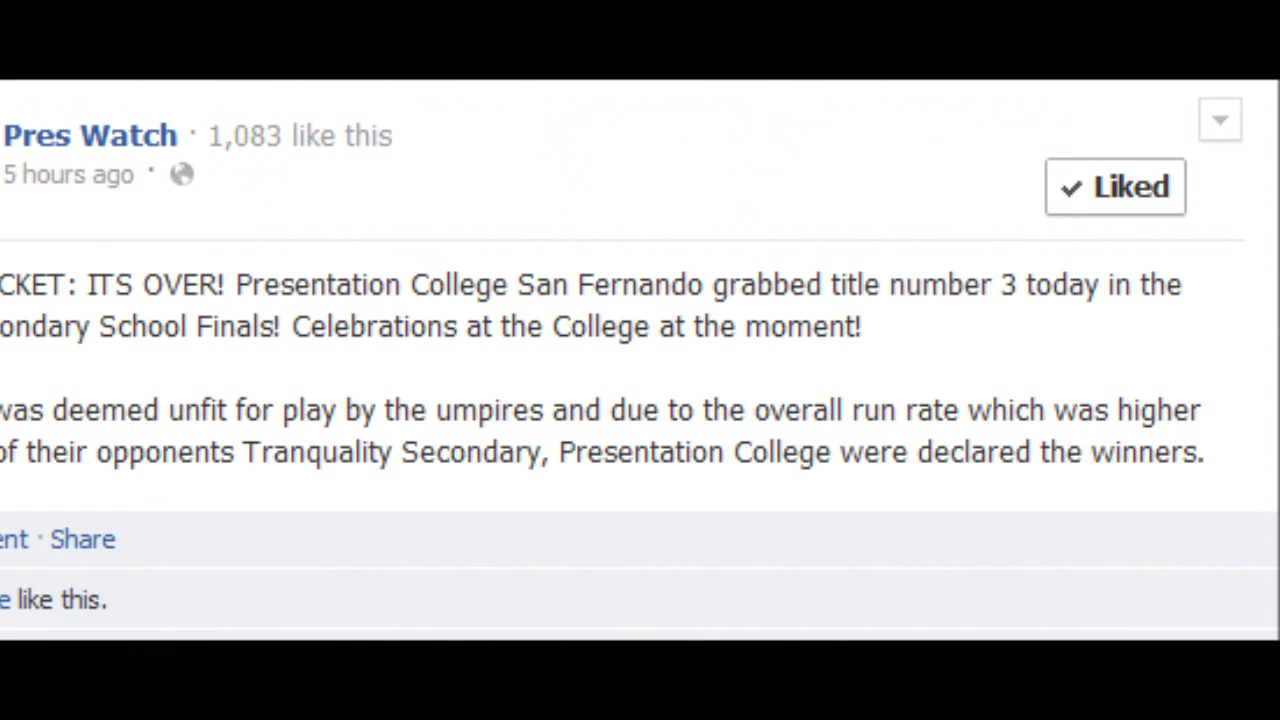 Pres Watch · 1,083 like this
5 hours ago ·
Liked
CKET: ITS OVER! Presentation College San Fernando grabbed title number 3 today in the
ondary School Finals! Celebrations at the College at the moment!
was deemed unfit for play by the umpires and due to the overall run rate which was higher
of their opponents Tranquality Secondary, Presentation College were declared the winners.
ent · Share
e like this.